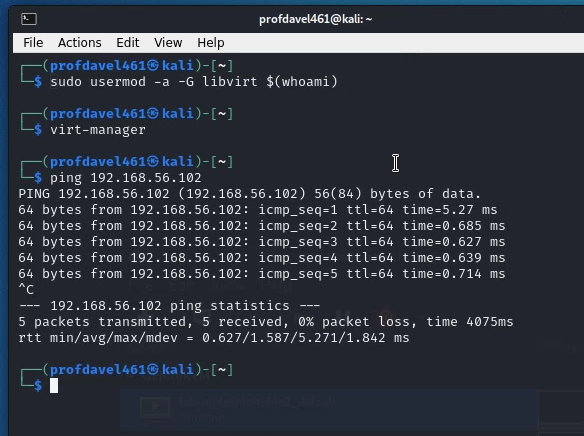 profdavel461@kali: ~
File Actions Edit View Help
┌──(profdavel461㉿kali)-[~]
└─$ sudo usermod -a -G libvirt $(whoami)
┌──(profdavel461㉿kali)-[~]
└─$ virt-manager
┌──(profdavel461㉿kali)-[~]
└─$ ping 192.168.56.102
PING 192.168.56.102 (192.168.56.102) 56(84) bytes of data.
64 bytes from 192.168.56.102: icmp_seq=1 ttl=64 time=5.27 ms
64 bytes from 192.168.56.102: icmp_seq=2 ttl=64 time=0.685 ms
64 bytes from 192.168.56.102: icmp_seq=3 ttl=64 time=0.627 ms
64 bytes from 192.168.56.102: icmp_seq=4 ttl=64 time=0.639 ms
64 bytes from 192.168.56.102: icmp_seq=5 ttl=64 time=0.714 ms
^C
--- 192.168.56.102 ping statistics ---
5 packets transmitted, 5 received, 0% packet loss, time 4075ms
rtt min/avg/max/mdev = 0.627/1.587/5.271/1.842 ms
┌──(profdavel461㉿kali)-[~]
└─$